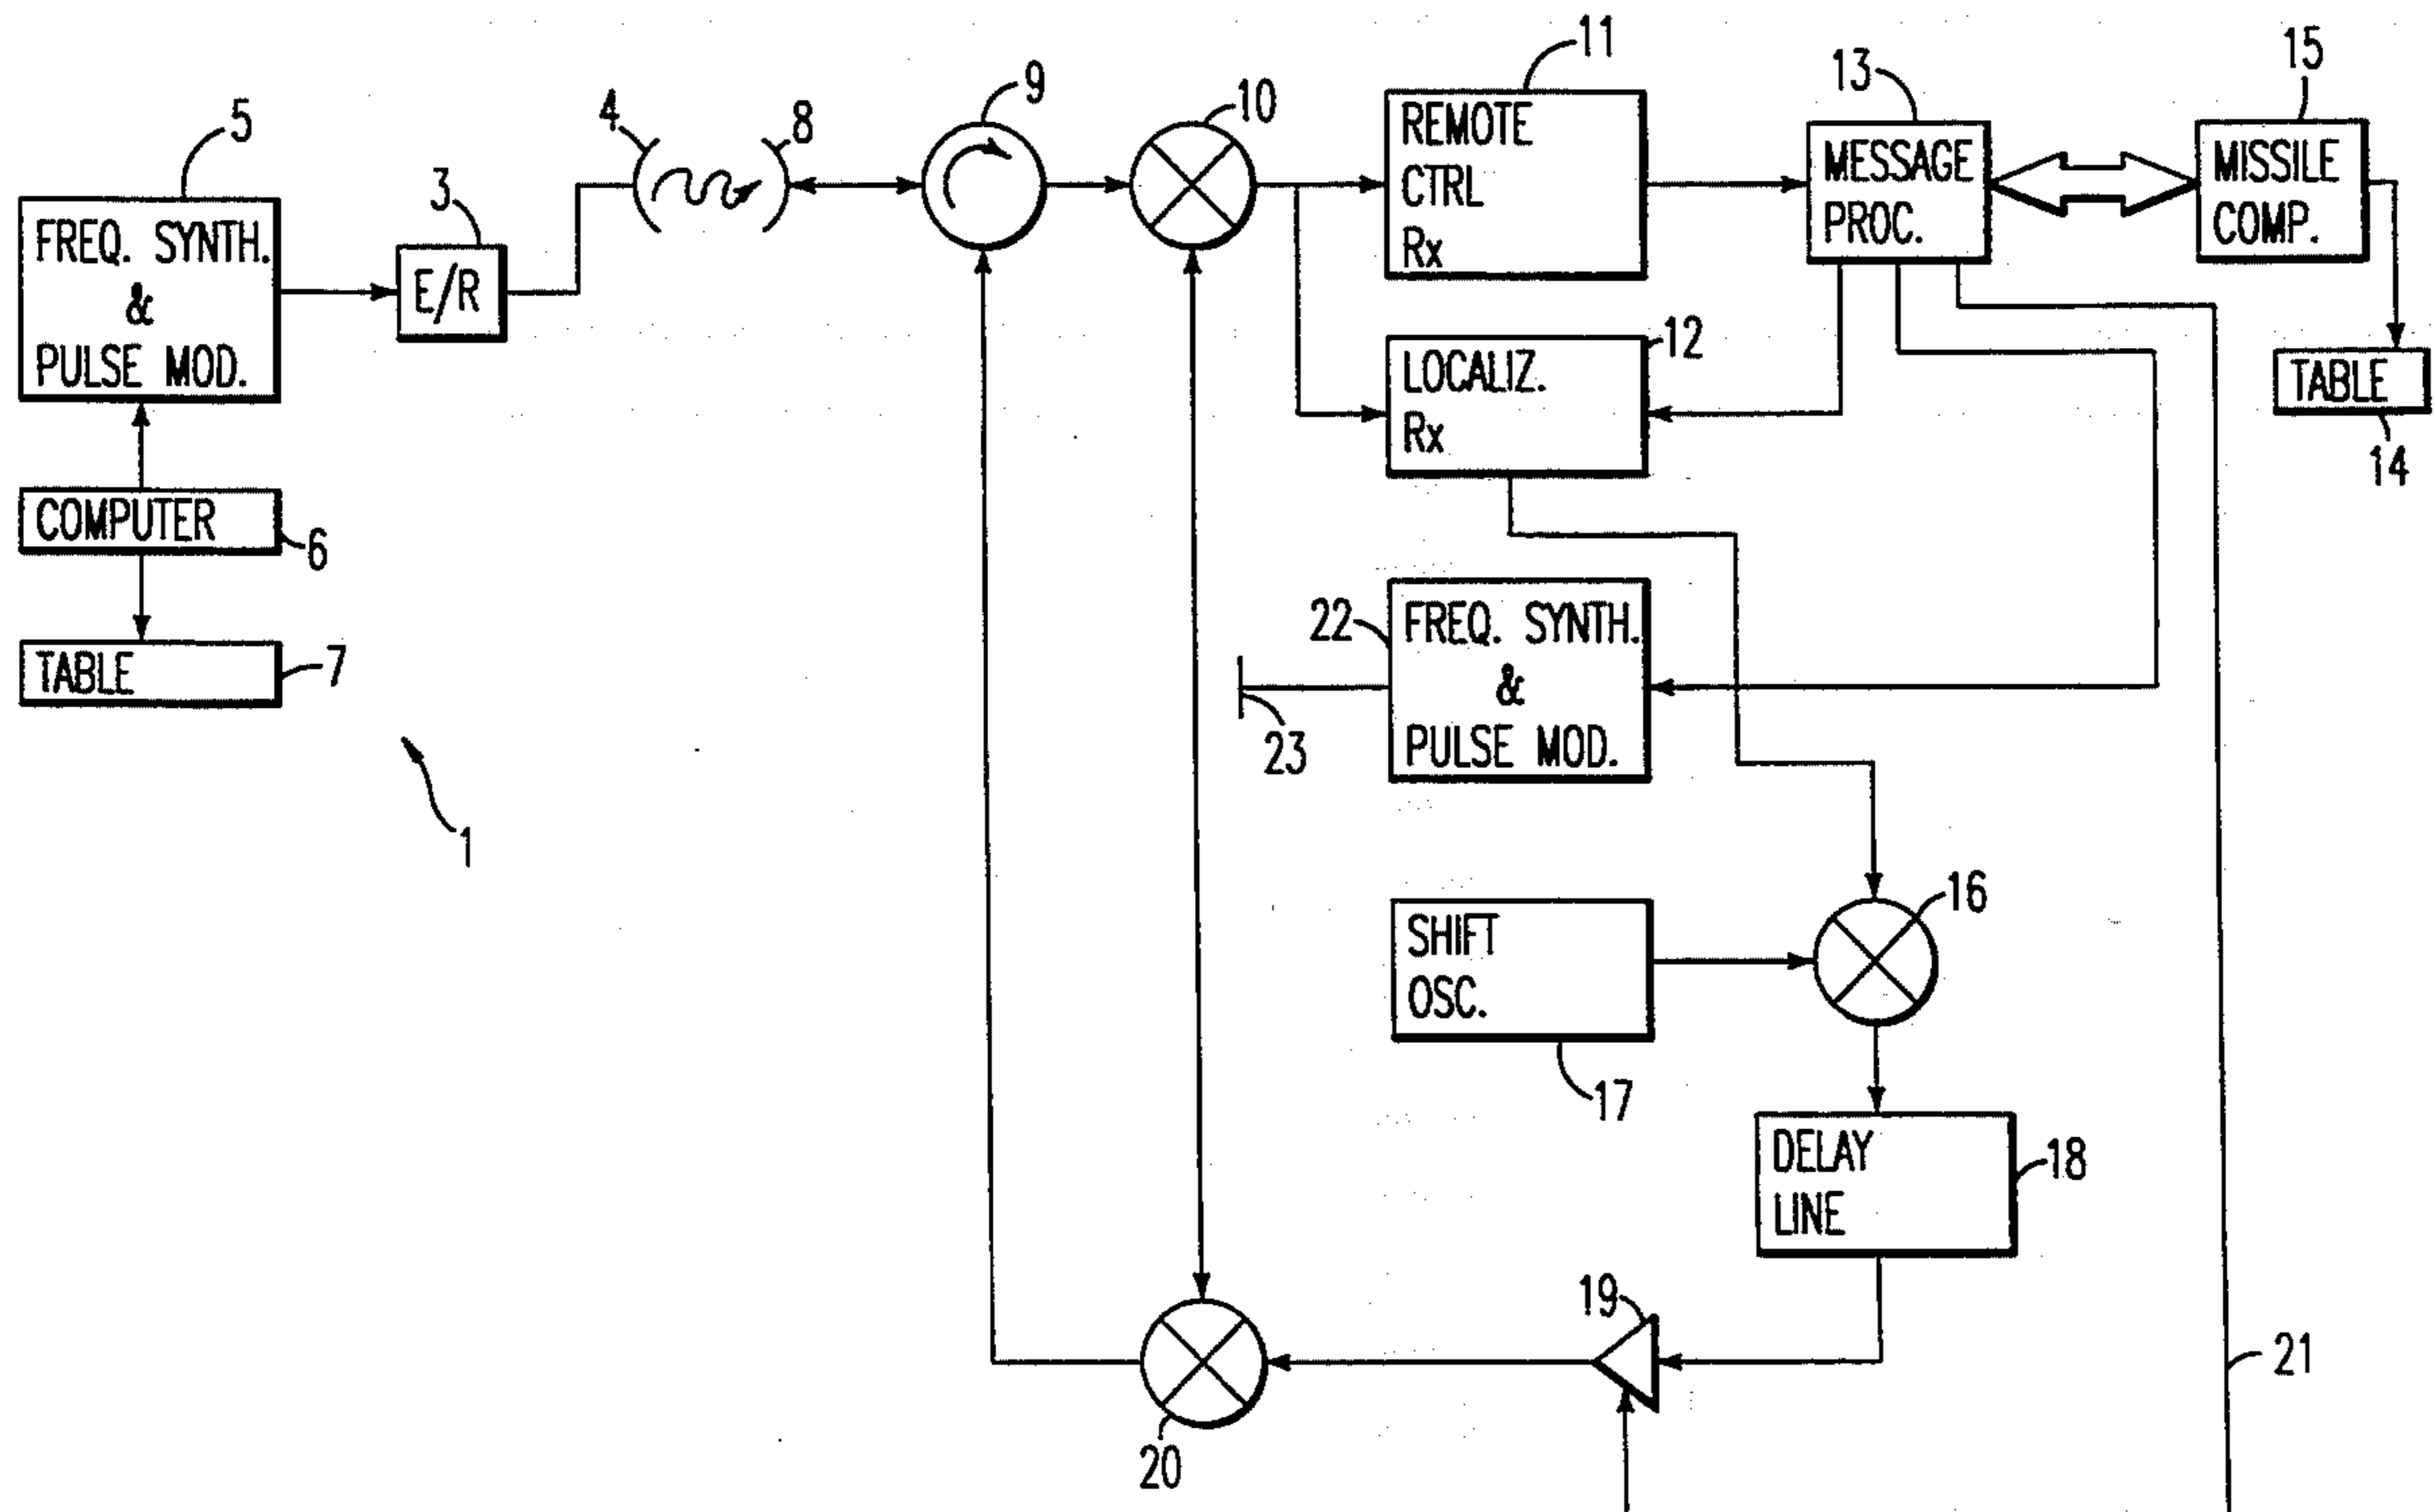 5
FREQ. SYNTH.
&
PULSE MOD.
3
E/R
COMPUTER
6
TABLE
7
1
4
8
9
10
11
REMOTE
CTRL
Rx
12
LOCALIZ.
Rx
13
MESSAGE
PROC.
15
MISSILE
COMP.
TABLE
14
22
FREQ. SYNTH.
&
PULSE MOD.
23
16
SHIFT
OSC.
17
DELAY
LINE
18
19
20
21